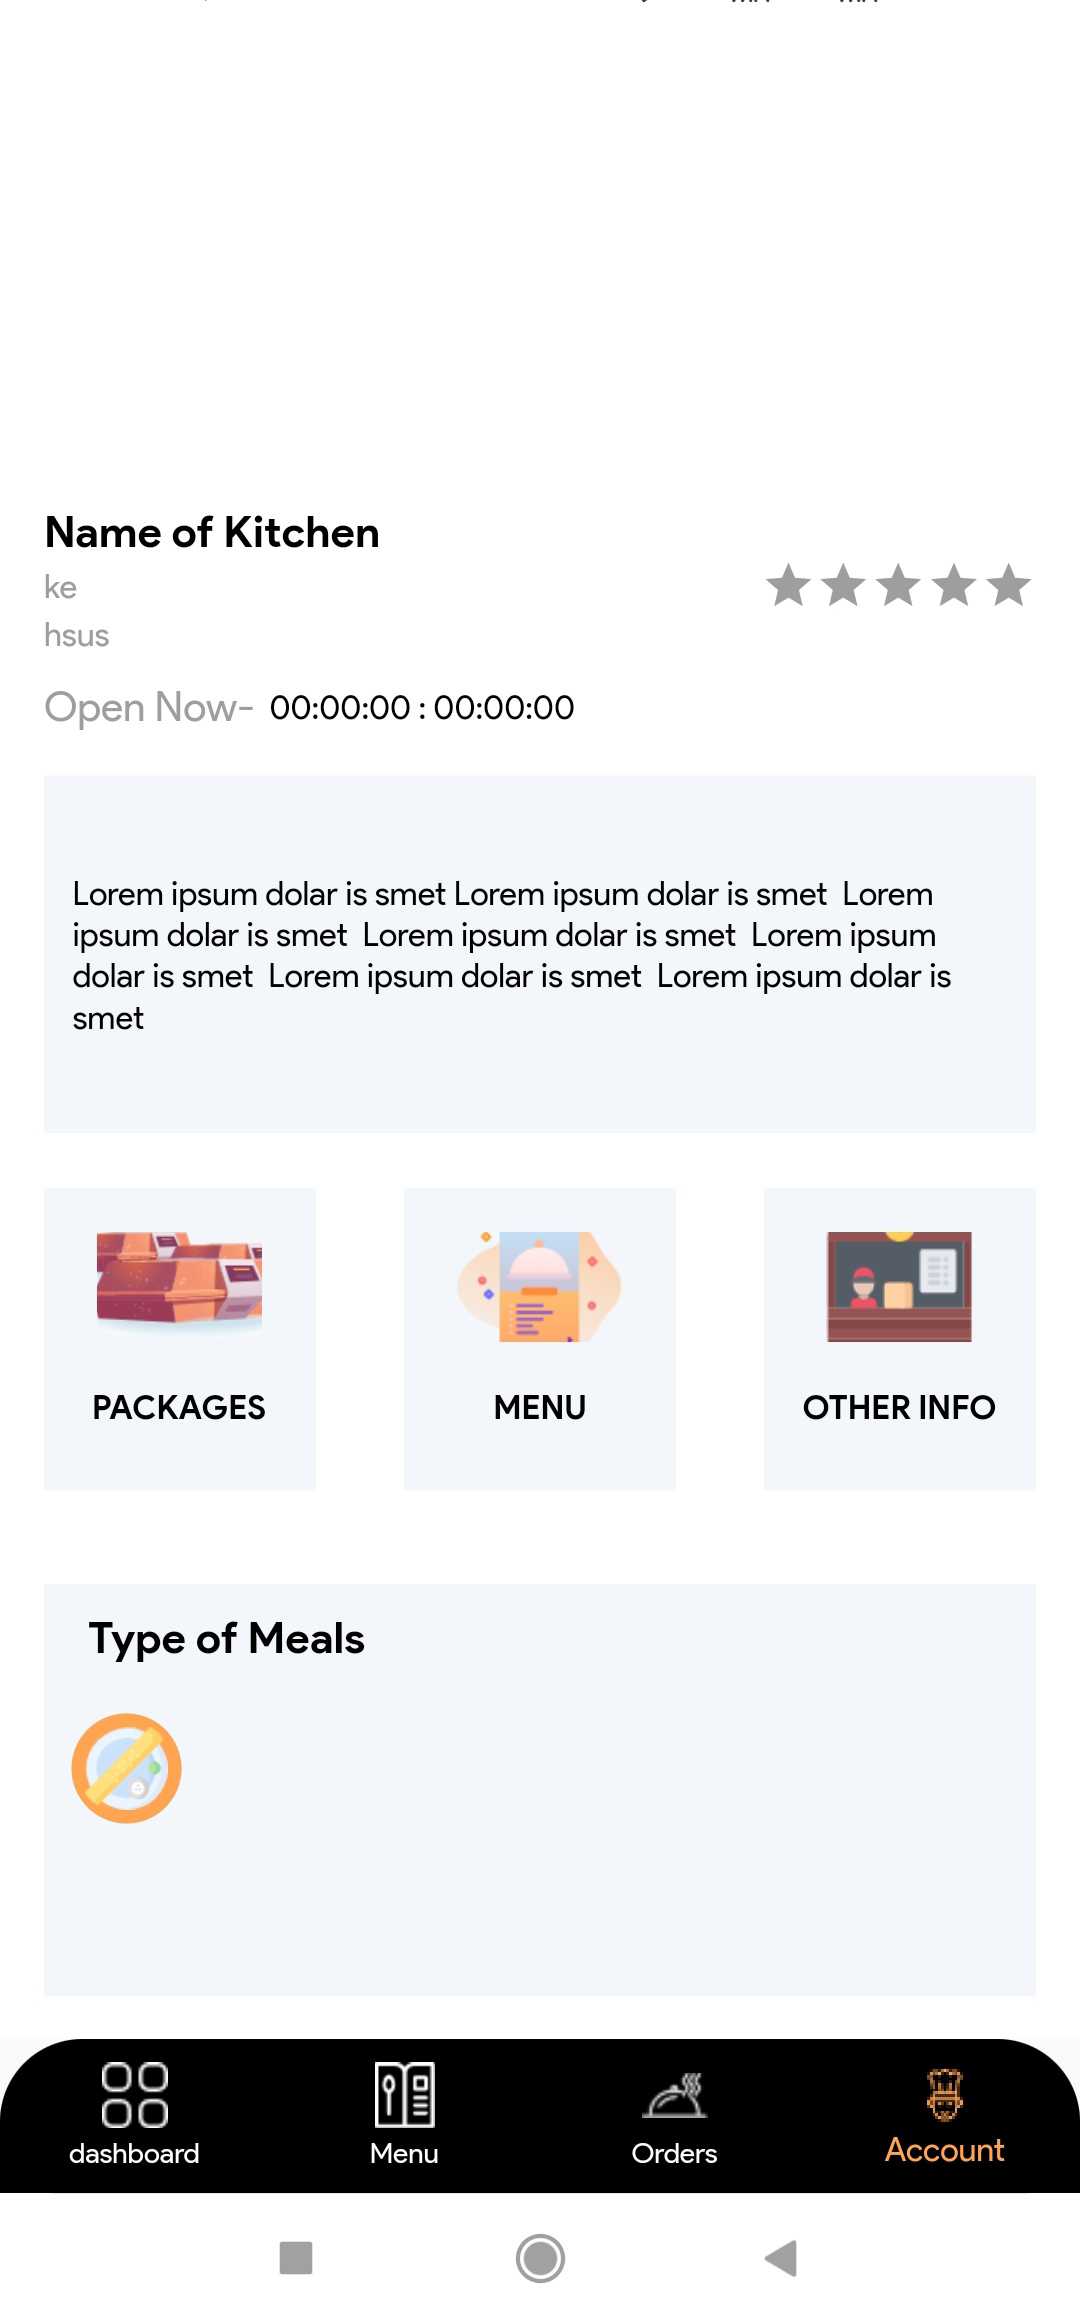 Name of Kitchen
ke
hsus
Open Now- 00:00:00 : 00:00:00
Lorem ipsum dolar is smet Lorem ipsum dolar is smet  Lorem
ipsum dolar is smet  Lorem ipsum dolar is smet  Lorem ipsum
dolar is smet  Lorem ipsum dolar is smet  Lorem ipsum dolar is
smet
PACKAGES
MENU
OTHER INFO
Type of Meals
dashboard
Menu
Orders
Account